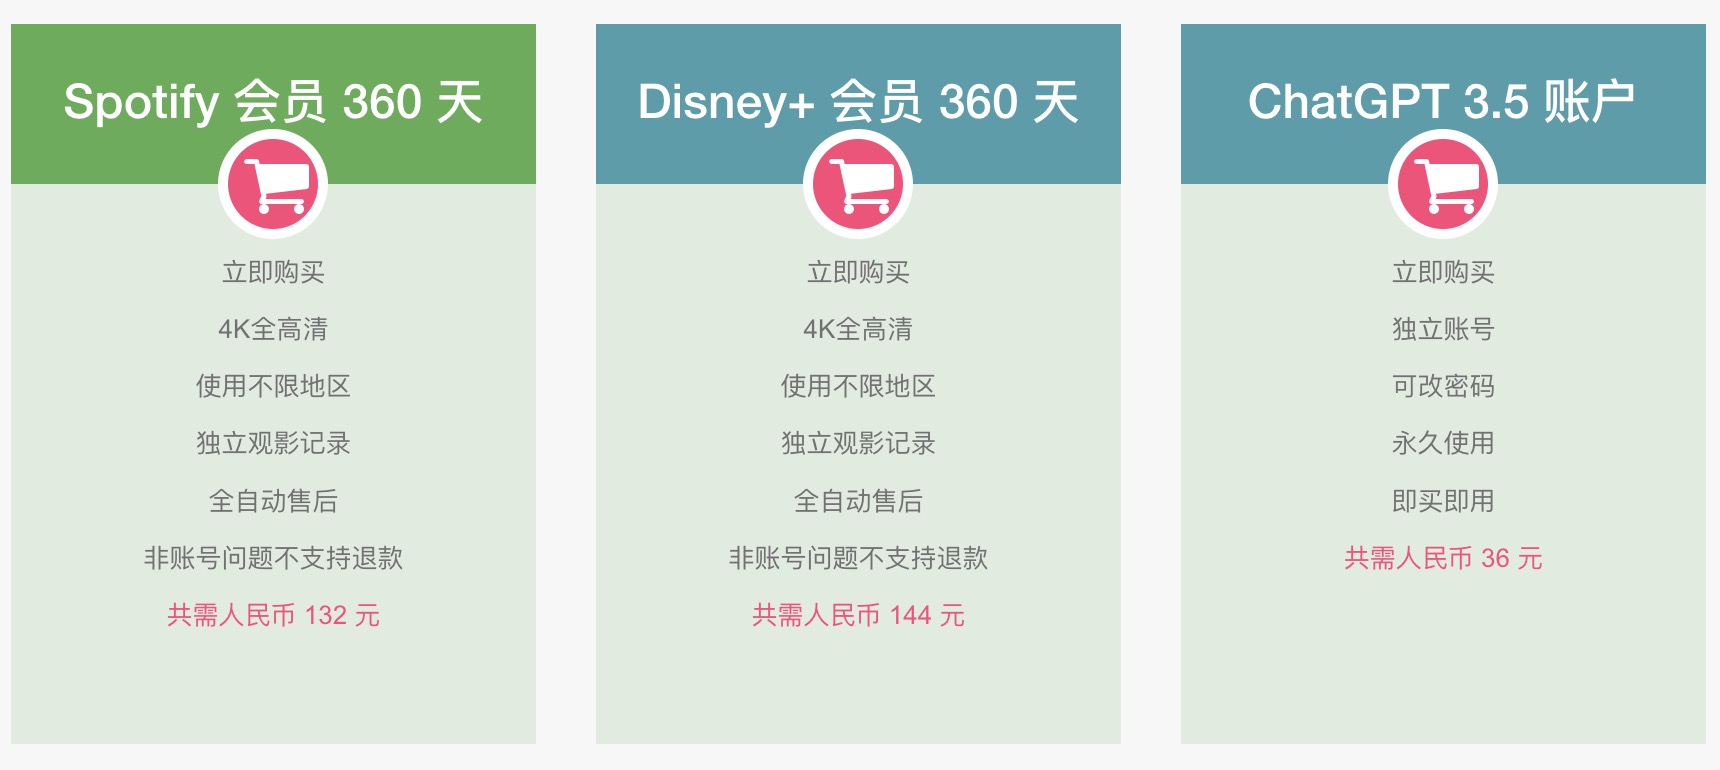 Spotify 会员 360 天
立即购买
4K全高清
使用不限地区
独立观影记录
全自动售后
非账号问题不支持退款
共需人民币 132 元
Disney+ 会员 360 天
立即购买
4K全高清
使用不限地区
独立观影记录
全自动售后
非账号问题不支持退款
共需人民币 144 元
ChatGPT 3.5 账户
立即购买
独立账号
可改密码
永久使用
即买即用
共需人民币 36 元